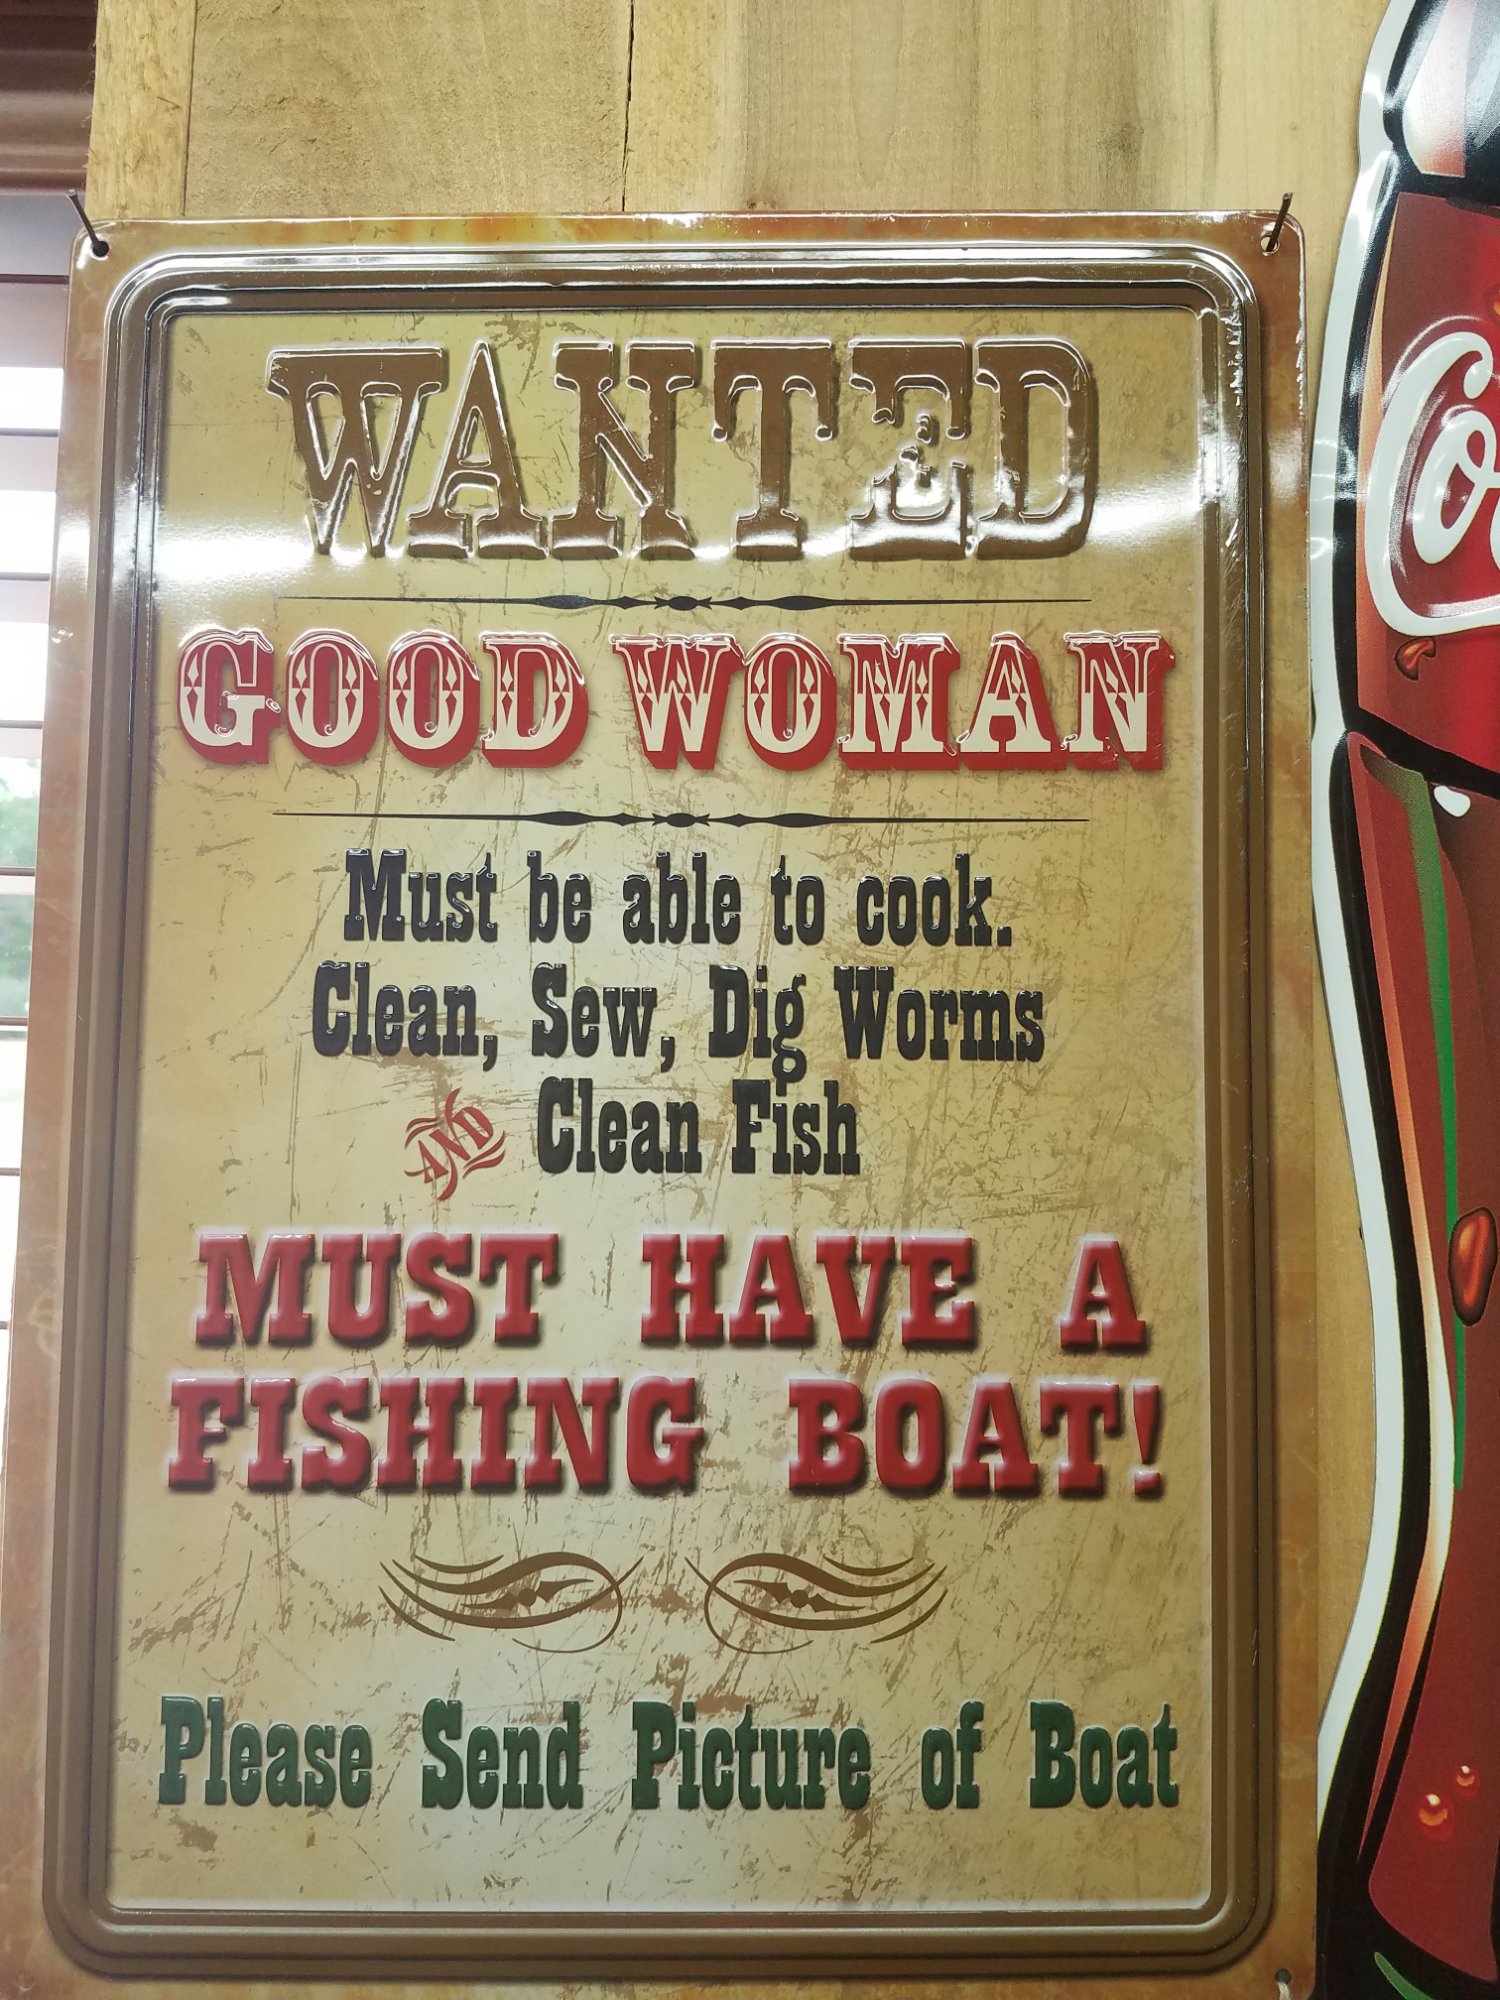 WANTED
GOOD WOMAN
Must be able to cook.
Clean, Sew, Dig Worms
AND Clean Fish
MUST HAVE A
FISHING BOAT!
Please Send Picture of Boat